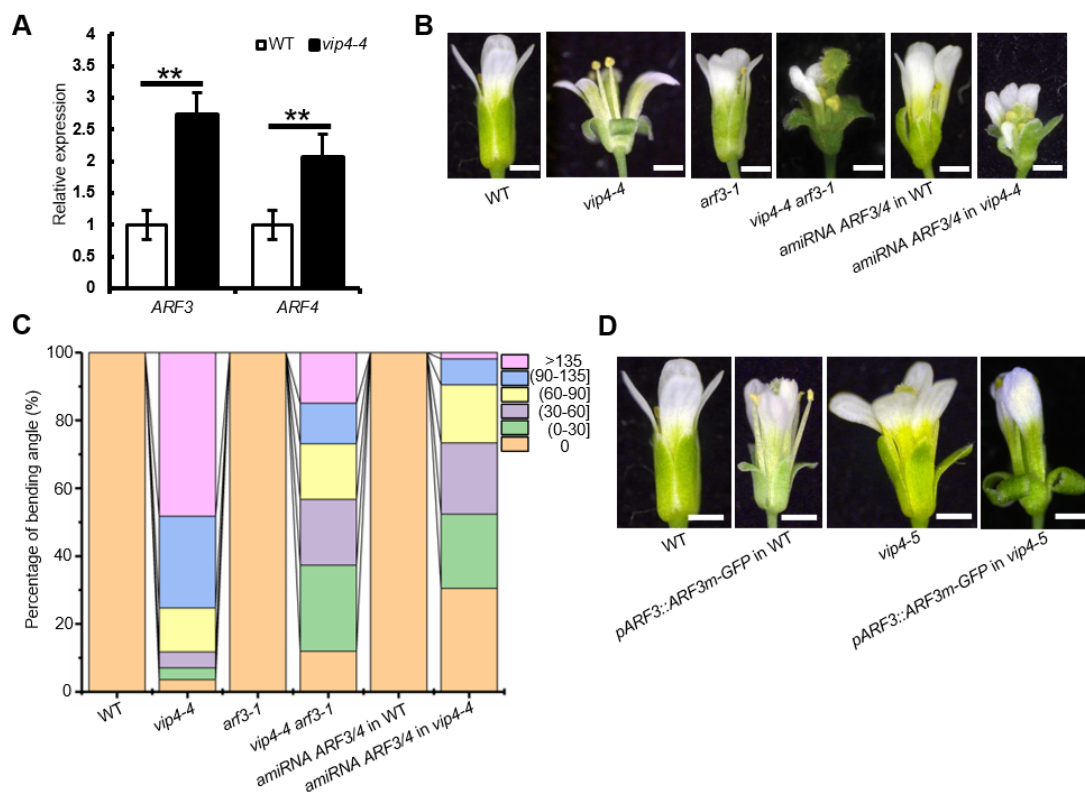 A
Relative expression
4
3.5
3
2.5
2
1.5
1
0.5
0
WT vip4-4
**
**
ARF3 ARF4
B
WT
vip4-4
arf3-1
vip4-4 arf3-1
amiRNA ARF3/4 in WT
amiRNA ARF3/4 in vip4-4
C
Percentage of bending angle (%)
100
80
60
40
20
0
>135
(90-135]
(60-90]
(30-60]
(0-30]
0
WT
vip4-4
arf3-1
vip4-4 arf3-1
amiRNA ARF3/4 in WT
amiRNA ARF3/4 in vip4-4
D
WT
pARF3::ARF3m-GFP in WT
vip4-5
pARF3::ARF3m-GFP in vip4-5